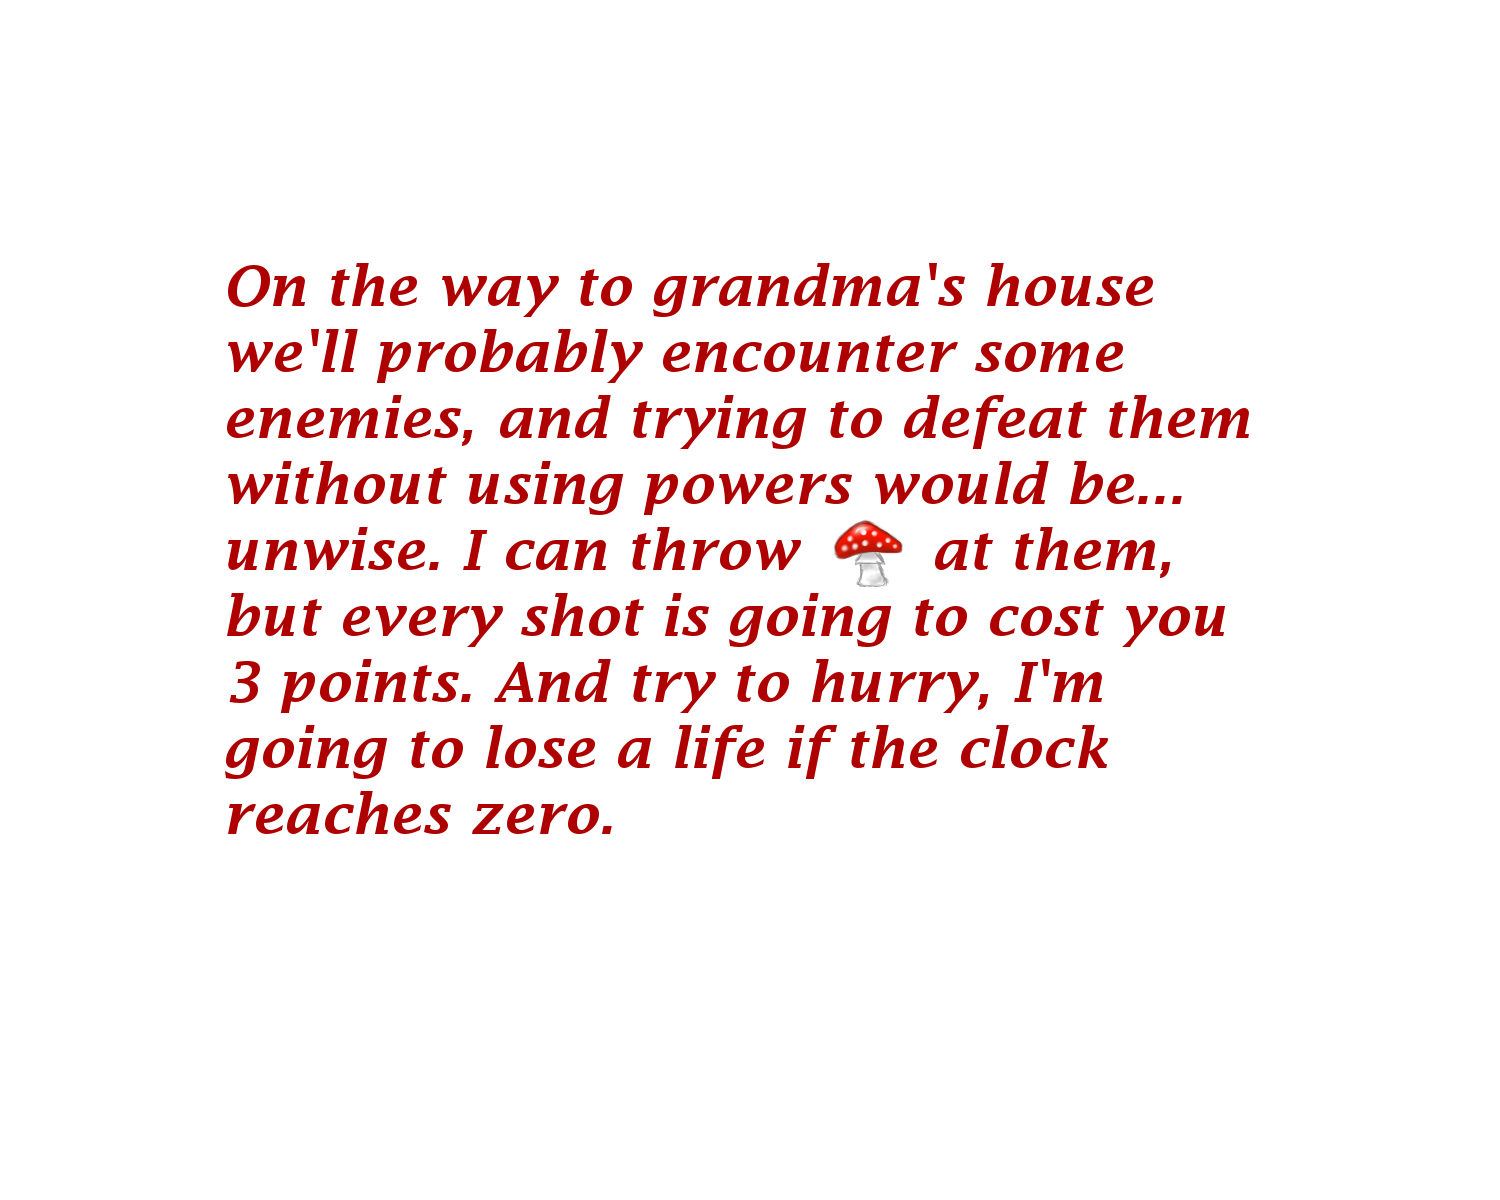 On the way to grandma's house
we'll probably encounter some
enemies, and trying to defeat them
without using powers would be...
unwise. I can throw 🍄 at them,
but every shot is going to cost you
3 points. And try to hurry, I'm
going to lose a life if the clock
reaches zero.